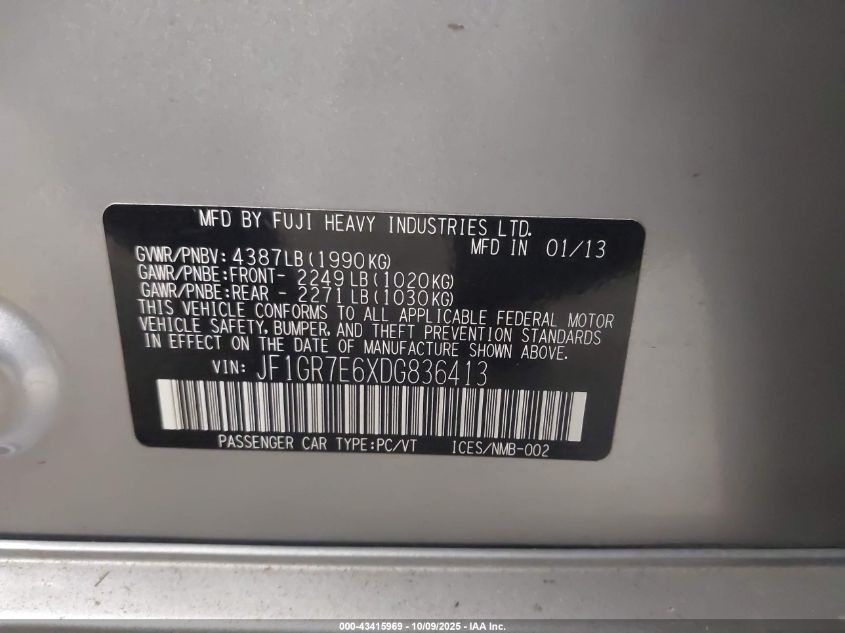 MFD BY FUJI HEAVY INDUSTRIES LTD.
MFD IN 01/13
GVWR/PNBV: 4387LB(1990KG)
GAWR/PNBE:FRONT- 2249LB(1020KG)
GAWR/PNBE:REAR - 2271LB(1030KG)
THIS VEHICLE CONFORMS TO ALL APPLICABLE FEDERAL MOTOR
VEHICLE SAFETY, BUMPER, AND THEFT PREVENTION STANDARDS
IN EFFECT ON THE DATE OF MANUFACTURE SHOWN ABOVE.
VIN: JF1GR7E6XDG836413
PASSENGER CAR TYPE:PC/VT ICES/NMB-002
000-43415969 - 10/09/2025 - IAA Inc.